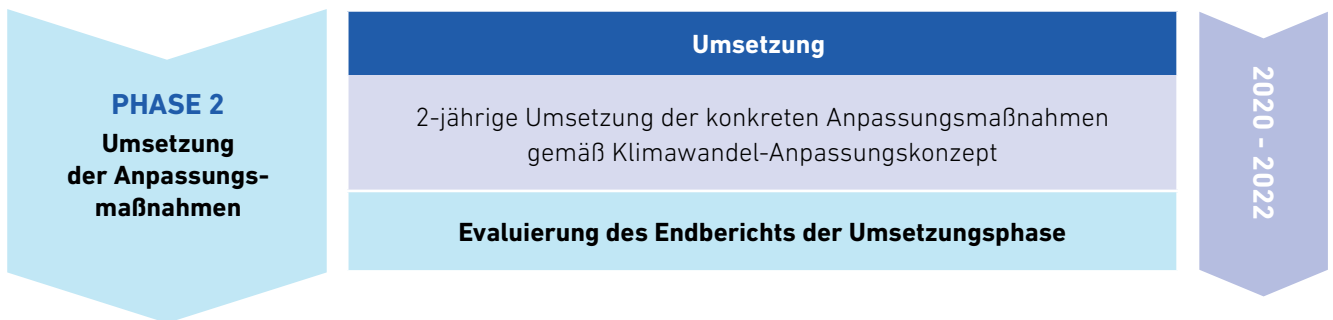 PHASE 2
Umsetzung
der Anpassungs-
maßnahmen
Umsetzung
2-jährige Umsetzung der konkreten Anpassungsmaßnahmen
gemäß Klimawandel-Anpassungskonzept
Evaluierung des Endberichts der Umsetzungsphase
2020 - 2022